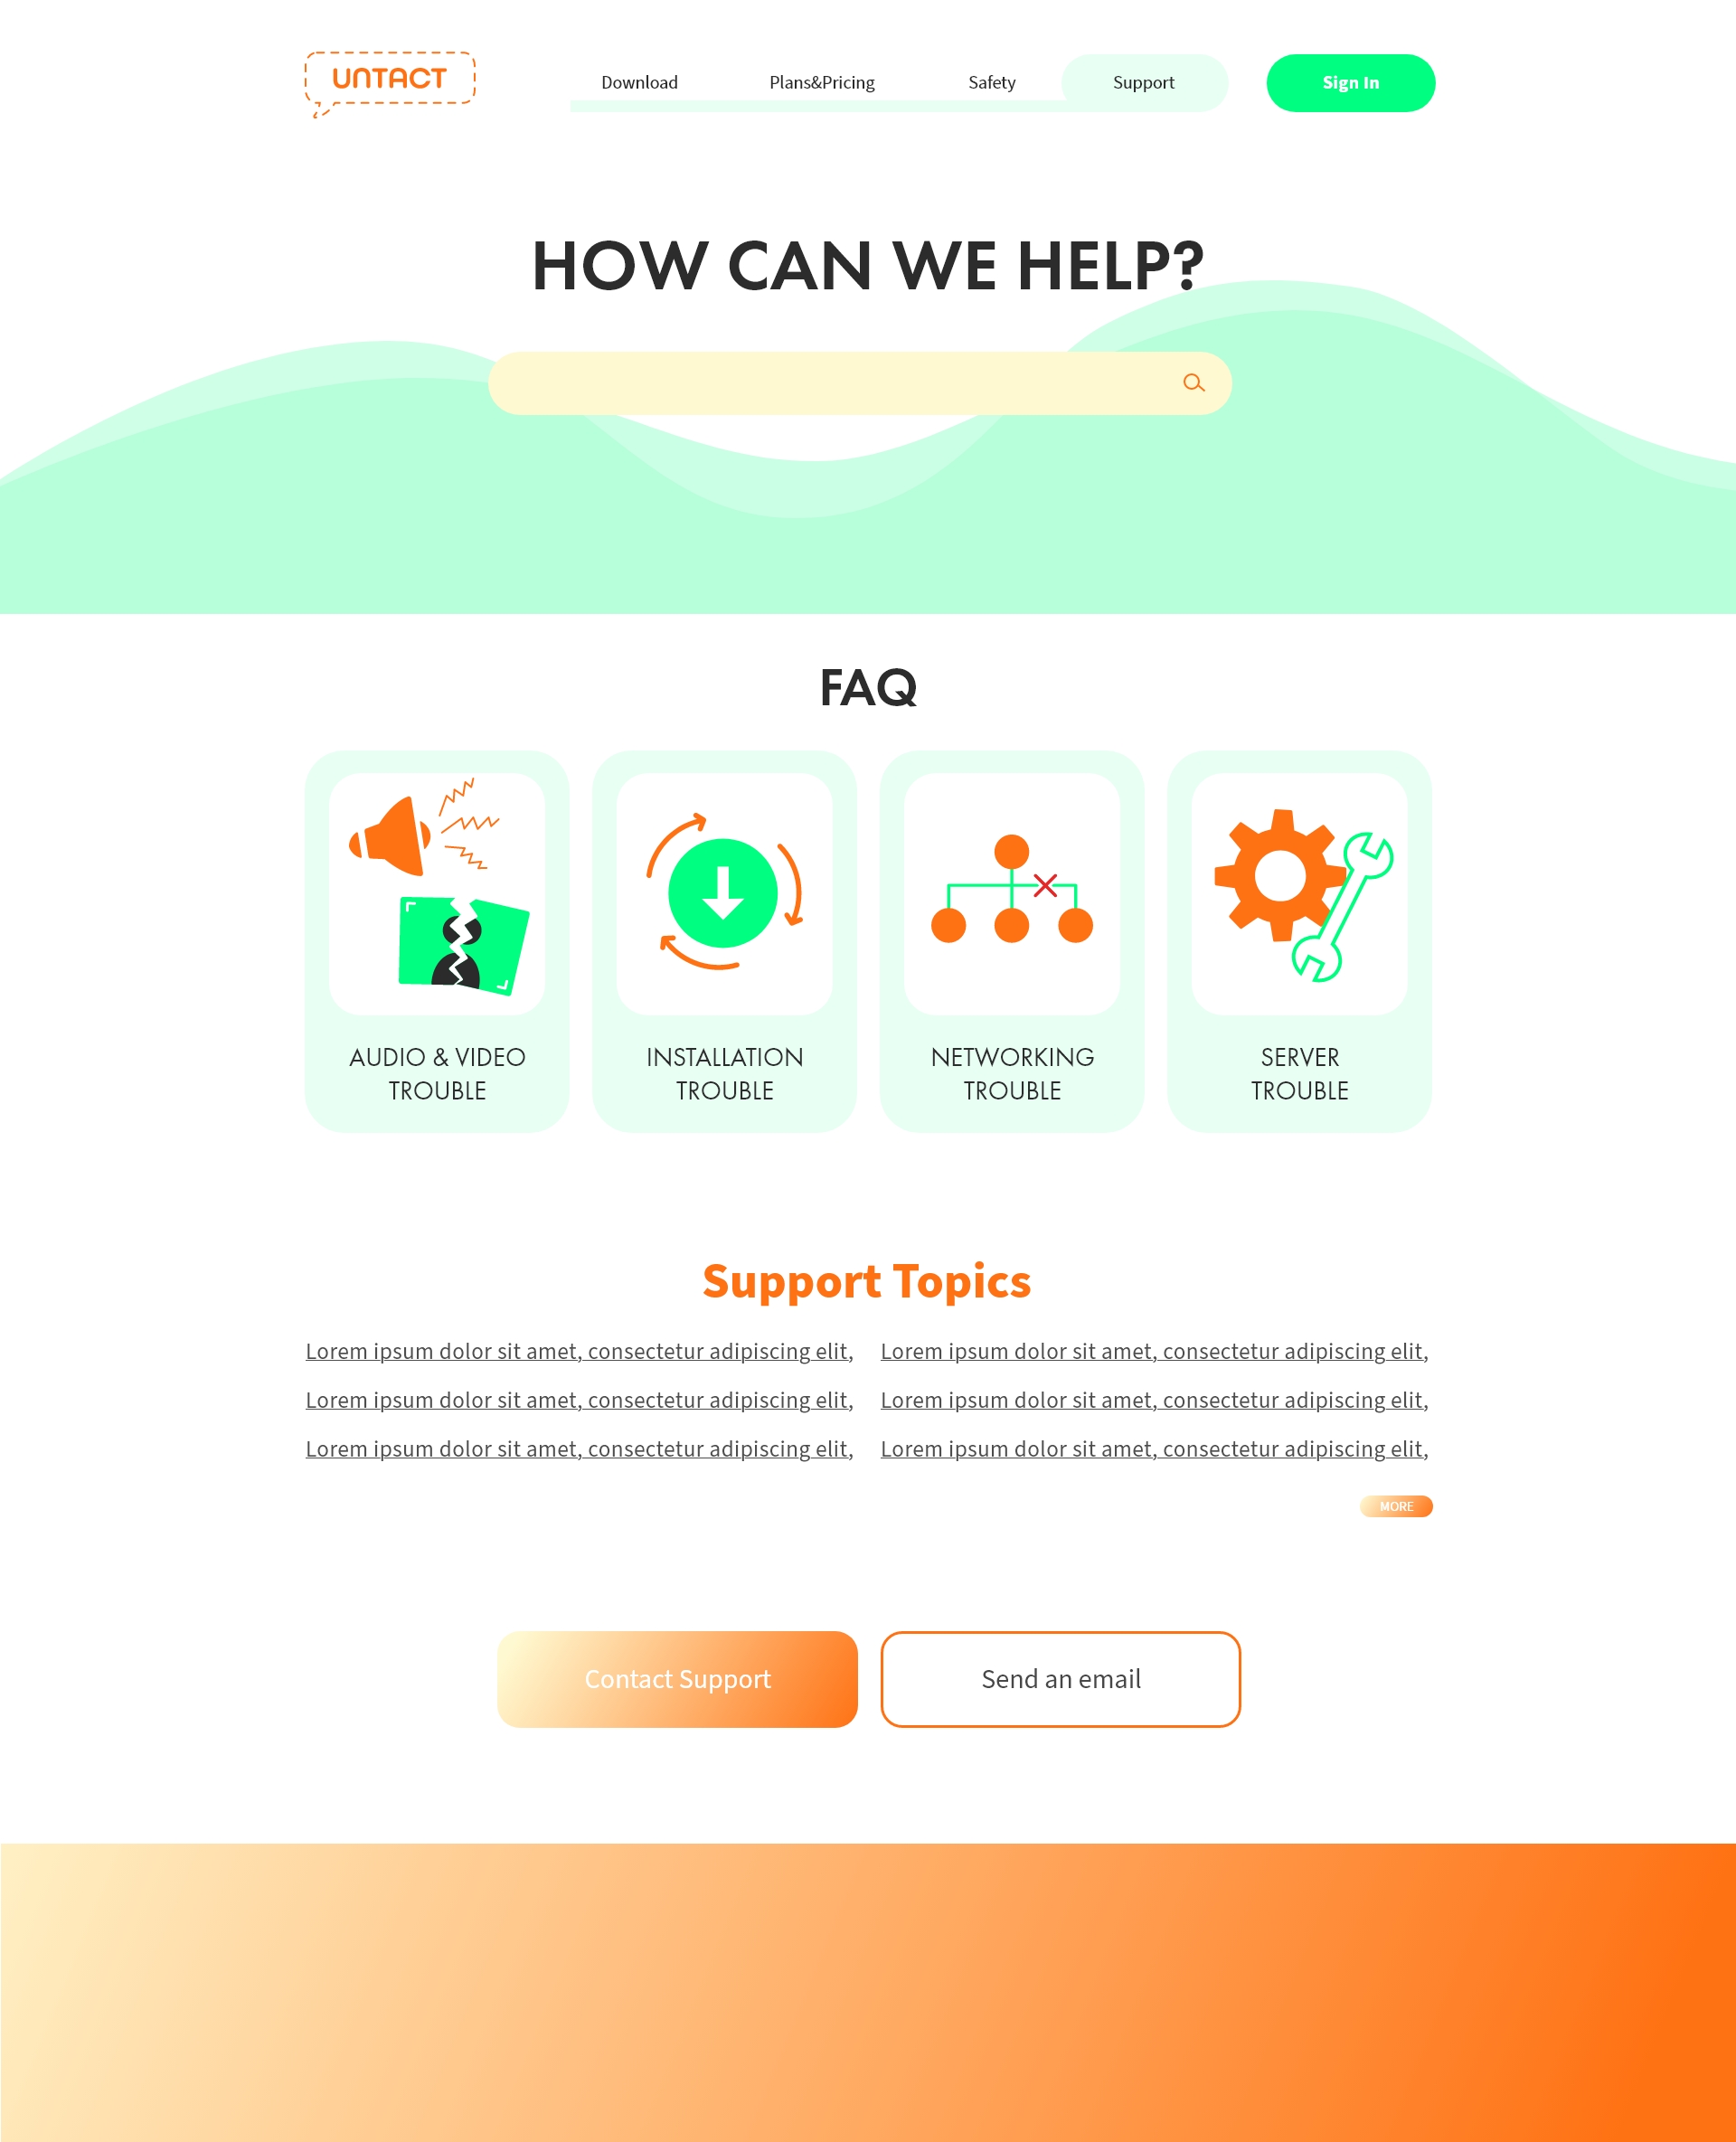 UNTACT
Download Plans&Pricing Safety Support Sign In
HOW CAN WE HELP?
FAQ
AUDIO & VIDEO
TROUBLE
INSTALLATION
TROUBLE
NETWORKING
TROUBLE
SERVER
TROUBLE
Support Topics
Lorem ipsum dolor sit amet, consectetur adipiscing elit,
Lorem ipsum dolor sit amet, consectetur adipiscing elit,
Lorem ipsum dolor sit amet, consectetur adipiscing elit,
Lorem ipsum dolor sit amet, consectetur adipiscing elit,
Lorem ipsum dolor sit amet, consectetur adipiscing elit,
Lorem ipsum dolor sit amet, consectetur adipiscing elit,
MORE
Contact Support
Send an email